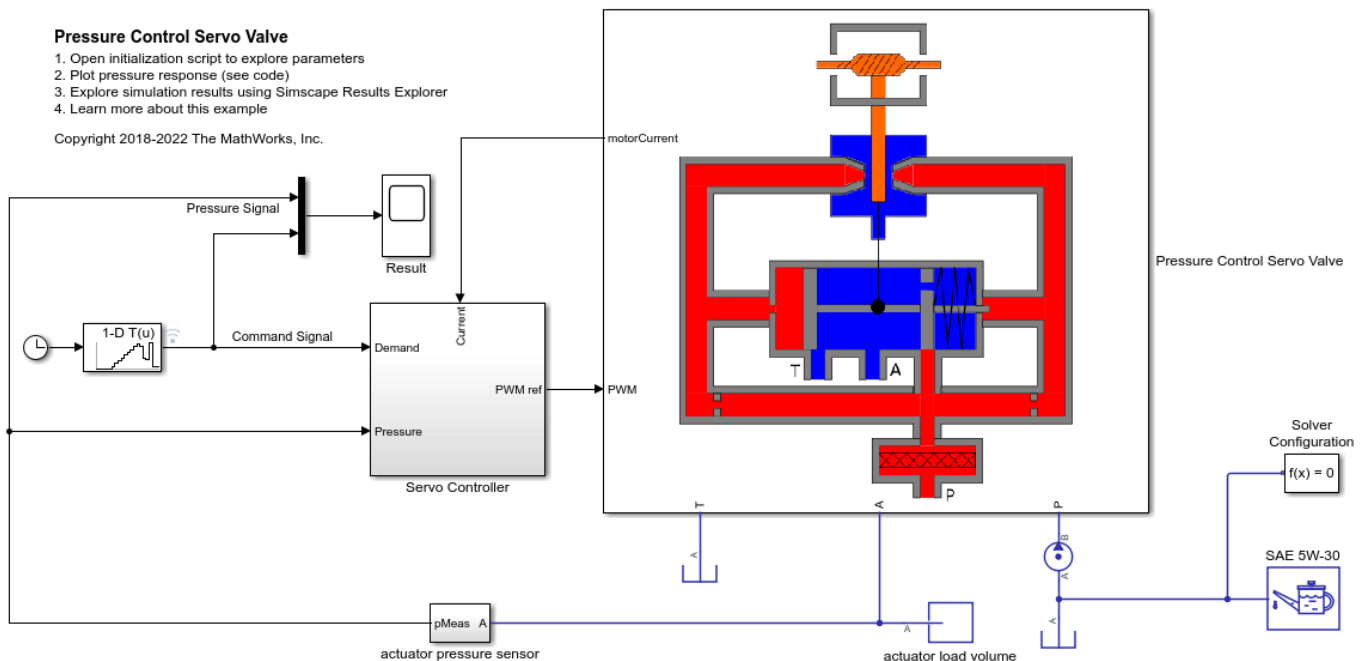 Pressure Control Servo Valve
1. Open initialization script to explore parameters
2. Plot pressure response (see code)
3. Explore simulation results using Simscape Results Explorer
4. Learn more about this example
Copyright 2018-2022 The MathWorks, Inc.
motorCurrent
Pressure Signal
Result
Pressure Control Servo Valve
1-D T(u)
Command Signal
Current
Demand
PWM ref
PWM
Pressure
Servo Controller
T
A
P
T
A
P
Solver
Configuration
f(x) = 0
B
A
A
SAE 5W-30
A
pMeas
A
A
actuator pressure sensor
actuator load volume